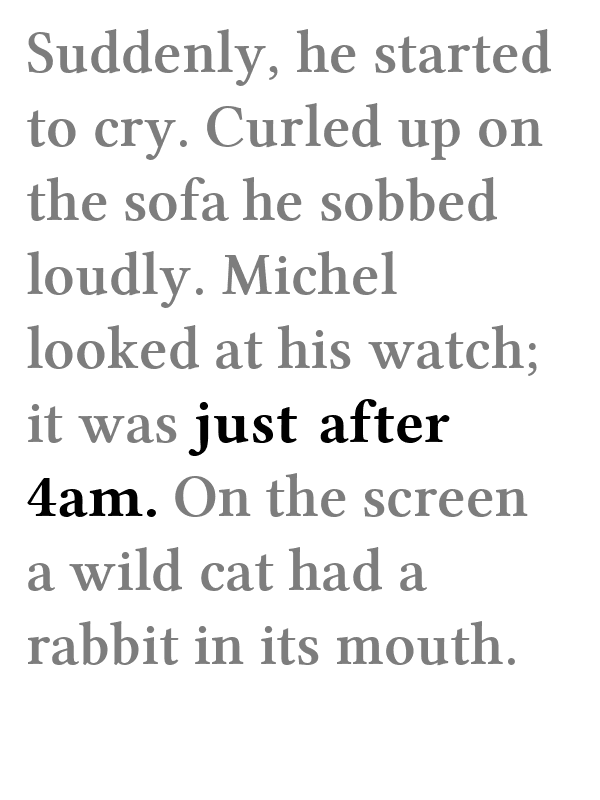 Suddenly, he started
to cry. Curled up on
the sofa he sobbed
loudly. Michel
looked at his watch;
it was just after
4am. On the screen
a wild cat had a
rabbit in its mouth.